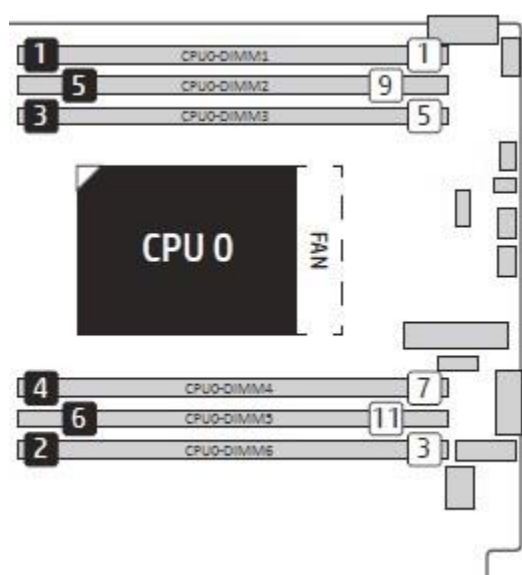 1 CPU0-DIMM1 1
5 CPU0-DIMM2 9
3 CPU0-DIMM3 5
CPU 0
FAN
4 CPU0-DIMM4 7
6 CPU0-DIMM5 11
2 CPU0-DIMM6 3